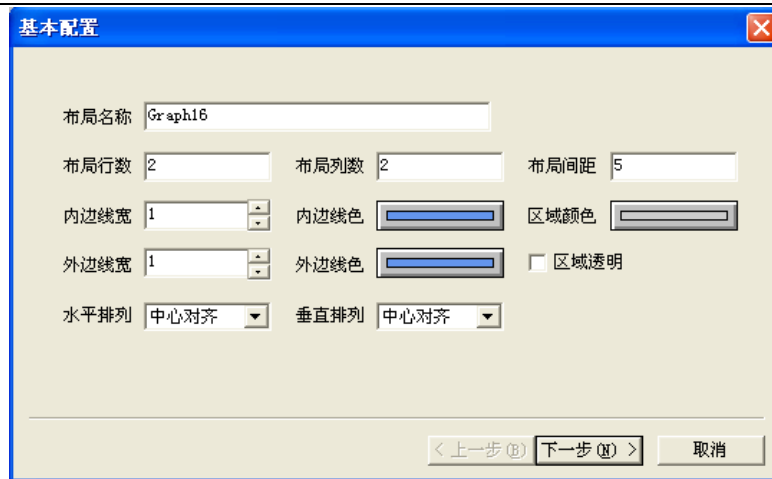 基本配置
布局名称 Graph16
布局行数 2 布局列数 2 布局间距 5
内边线宽 1 内边线色 区域颜色
外边线宽 1 外边线色 区域透明
水平排列 中心对齐 垂直排列 中心对齐
< 上一步(B) 下一步(N) > 取消